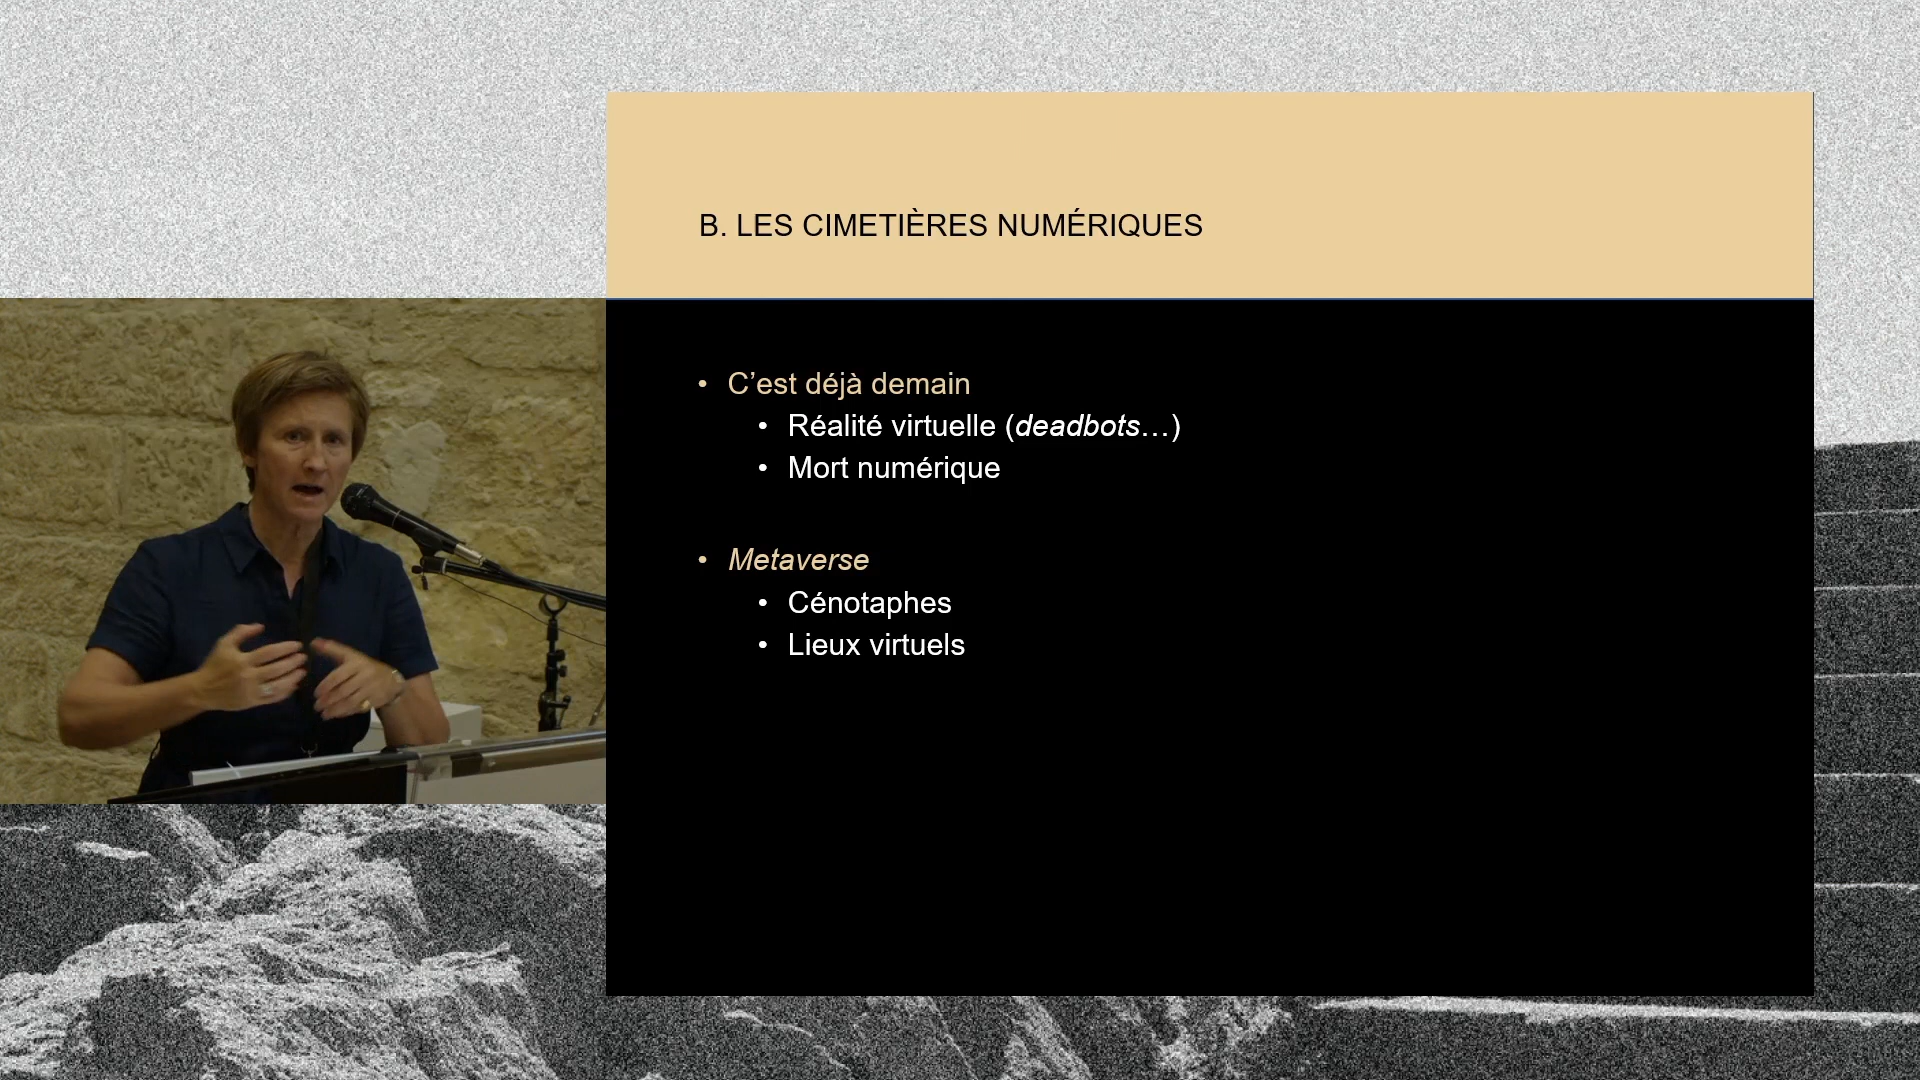 B. LES CIMETIÈRES NUMÉRIQUES
• C’est déjà demain
• Réalité virtuelle (deadbots…)
• Mort numérique
• Metaverse
• Cénotaphes
• Lieux virtuels